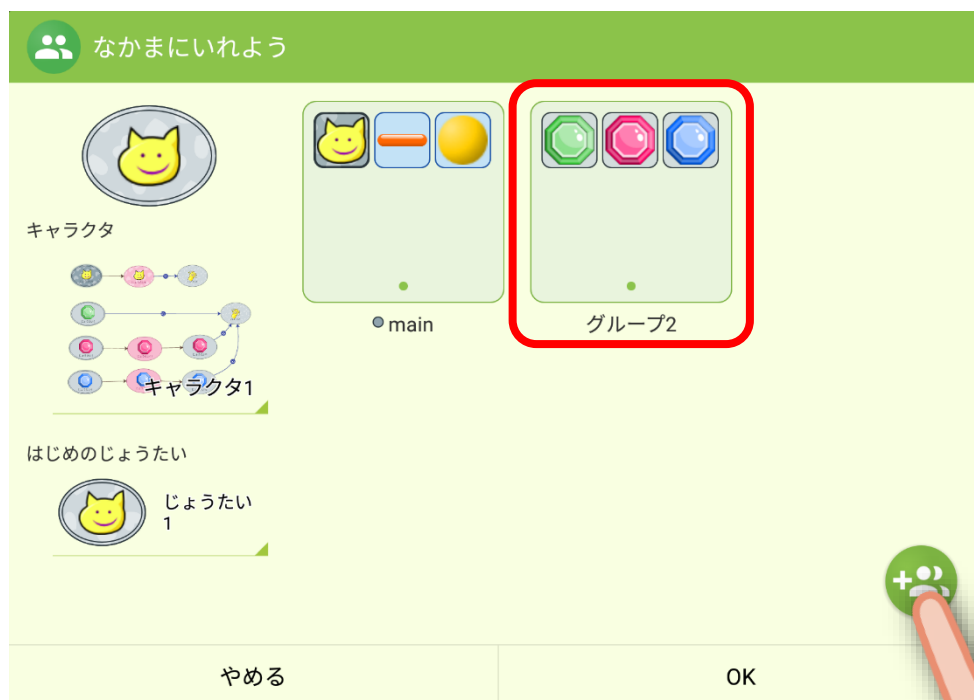 なかまにいれよう
キャラクタ
キャラクタ1
はじめのじょうたい
じょうたい
1
main
グループ2
やめる
OK